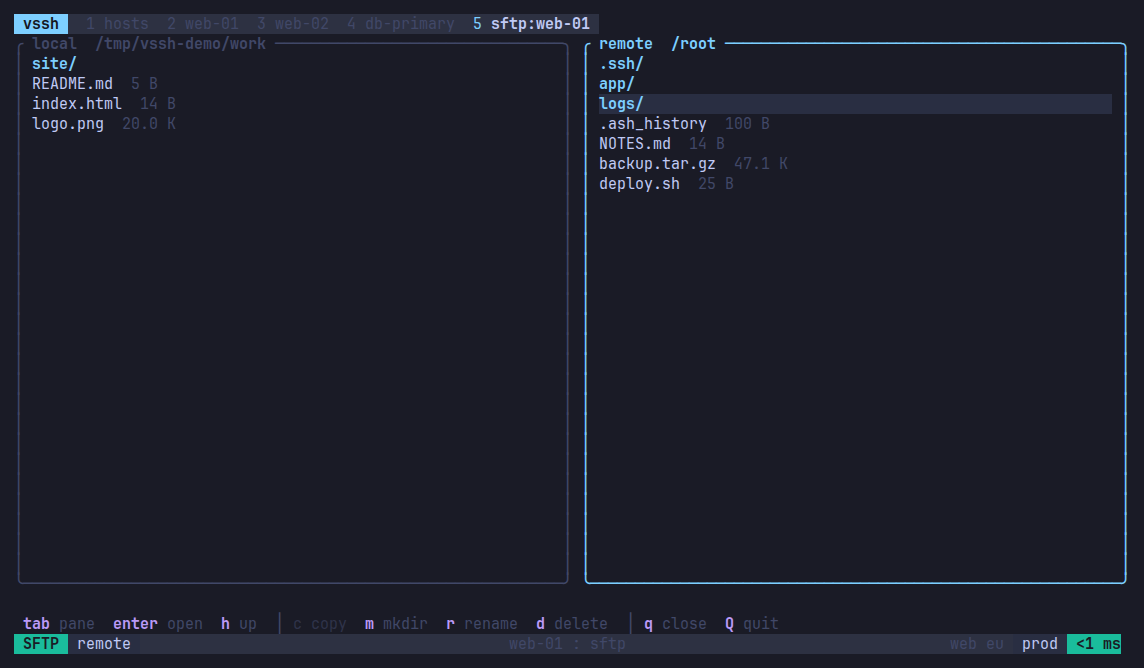 vssh 1 hosts 2 web-01 3 web-02 4 db-primary 5 sftp:web-01
local /tmp/vssh-demo/work
site/
README.md 5 B
index.html 14 B
logo.png 20.0 K
remote /root
.ssh/
app/
logs/
.ash_history 100 B
NOTES.md 14 B
backup.tar.gz 47.1 K
deploy.sh 25 B
tab pane enter open h up │ c copy m mkdir r rename d delete │ q close Q quit
SFTP remote web-01 : sftp web eu prod <1 ms